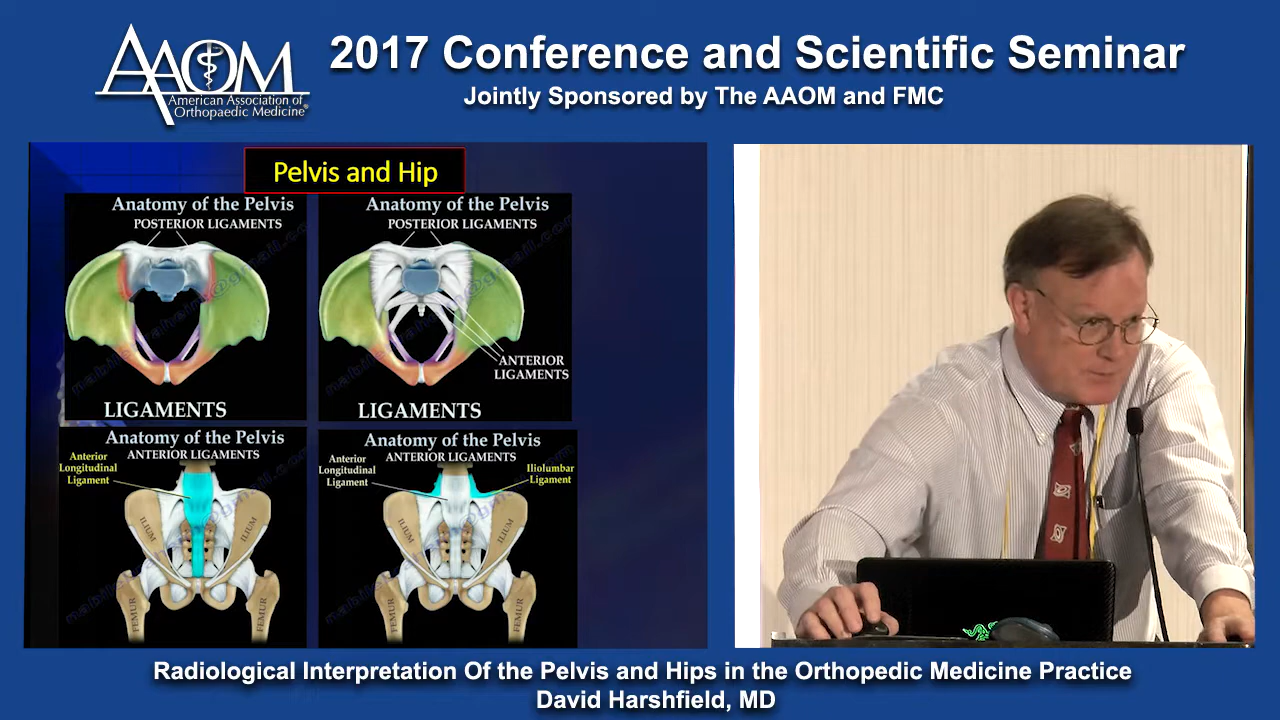 AAOM
American Association of
Orthopaedic Medicine®
2017 Conference and Scientific Seminar
Jointly Sponsored by The AAOM and FMC
Pelvis and Hip
Anatomy of the Pelvis
POSTERIOR LIGAMENTS
LIGAMENTS
Anatomy of the Pelvis
POSTERIOR LIGAMENTS
ANTERIOR
LIGAMENTS
LIGAMENTS
Anatomy of the Pelvis
ANTERIOR LIGAMENTS
Anterior
Longitudinal
Ligament
ILIUM
ILIUM
FEMUR
FEMUR
Anatomy of the Pelvis
ANTERIOR LIGAMENTS
Anterior
Longitudinal
Ligament
Iliolumbar
Ligament
ILIUM
ILIUM
FEMUR
FEMUR
Radiological Interpretation Of the Pelvis and Hips in the Orthopedic Medicine Practice
David Harshfield, MD